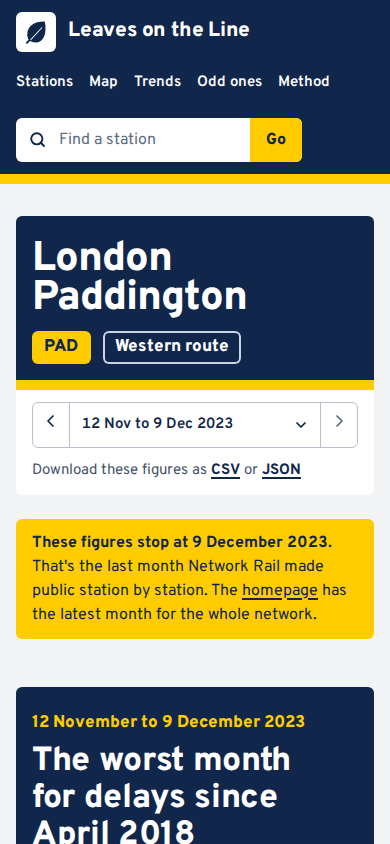 Leaves on the Line
Stations Map Trends Odd ones Method
Find a station Go
London
Paddington
PAD Western route
12 Nov to 9 Dec 2023
Download these figures as CSV or JSON
These figures stop at 9 December 2023.
That's the last month Network Rail made
public station by station. The homepage has
the latest month for the whole network.
12 November to 9 December 2023
The worst month
for delays since
April 2018